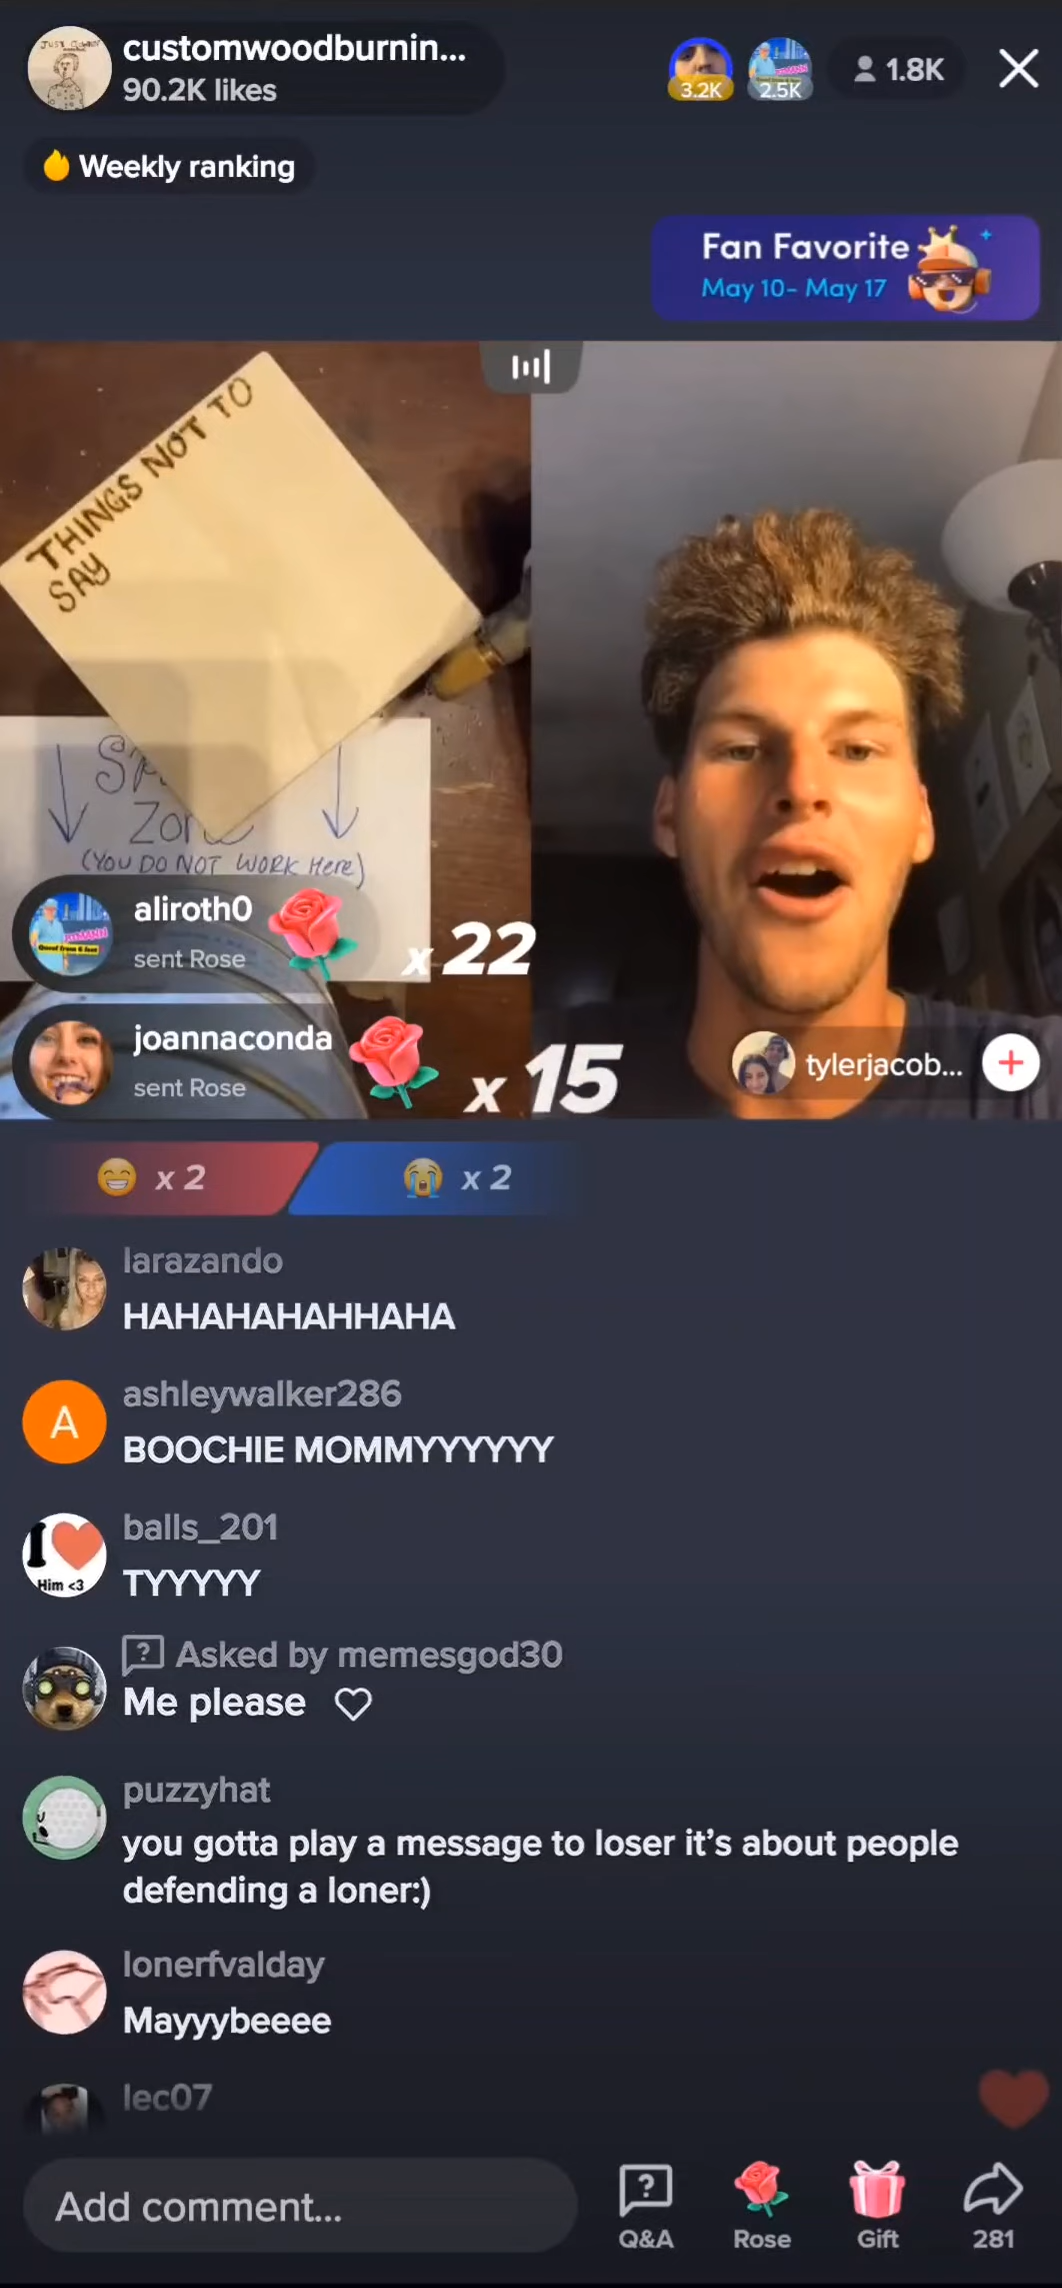 customwoodburnin...
90.2K likes
3.2K
2.5K
1.8K
Weekly ranking
Fan Favorite
May 10- May 17
THINGS NOT TO
SAY
(YOU DO NOT WORK Here)
aliroth0
sent Rose
x 22
joannaconda
sent Rose
x 15
tylerjacob...
x 2
x 2
larazando
HAHAHAHAHHAHA
ashleywalker286
A
BOOCHIE MOMMYYYYYY
balls_201
I
Him <3
TYYYYY
Asked by memesgod30
Me please
puzzyhat
you gotta play a message to loser it's about people
defending a loner:)
lonerfvalday
Mayyybeeee
lec07
Add comment...
Q&A
Rose
Gift
281